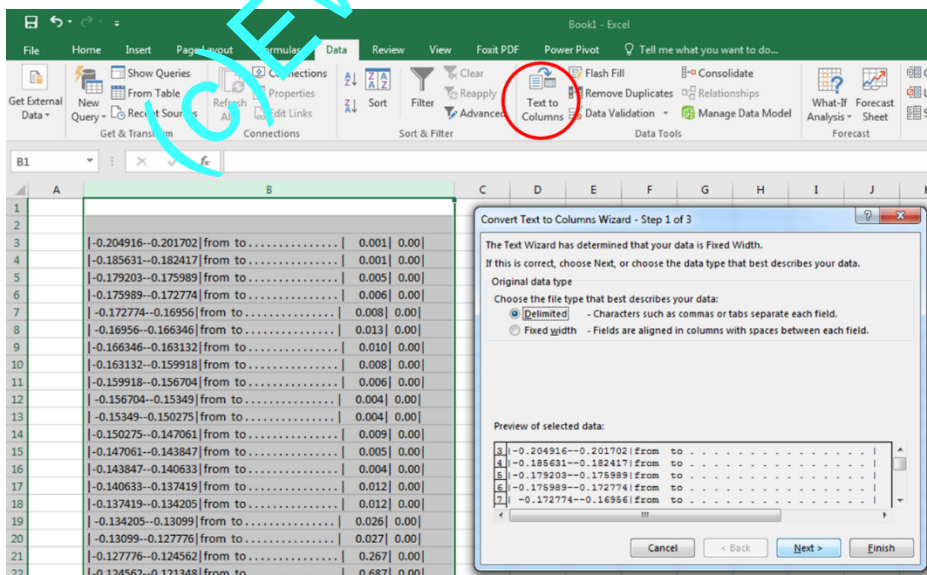 Book1 - Excel
File Home Insert Page Layout Formulas Data Review View Foxit PDF Power Pivot Tell me what you want to do...
Get External Data
New Query
Show Queries
From Table
Recent Sources
Get & Transform
Refresh All
Connections
Properties
Edit Links
Connections
Sort
Filter
Clear
Reapply
Advanced
Sort & Filter
Text to Columns
Flash Fill
Remove Duplicates
Data Validation
Consolidate
Relationships
Manage Data Model
Data Tools
What-If Analysis
Forecast Sheet
Forecast
B1
fx
A B C D E F G H I J
1
2
3 |-0.204916--0.201702|from to...............| 0.001| 0.00|
4 |-0.185631--0.182417|from to...............| 0.001| 0.00|
5 |-0.179203--0.175989|from to...............| 0.005| 0.00|
6 |-0.175989--0.172774|from to...............| 0.006| 0.00|
7 | -0.172774--0.16956|from to...............| 0.008| 0.00|
8 | -0.16956--0.166346|from to...............| 0.013| 0.00|
9 |-0.166346--0.163132|from to...............| 0.010| 0.00|
10 |-0.163132--0.159918|from to...............| 0.008| 0.00|
11 |-0.159918--0.156704|from to...............| 0.006| 0.00|
12 | -0.156704--0.15349|from to...............| 0.004| 0.00|
13 | -0.15349--0.150275|from to...............| 0.004| 0.00|
14 |-0.150275--0.147061|from to...............| 0.009| 0.00|
15 |-0.147061--0.143847|from to...............| 0.005| 0.00|
16 |-0.143847--0.140633|from to...............| 0.004| 0.00|
17 |-0.140633--0.137419|from to...............| 0.012| 0.00|
18 |-0.137419--0.134205|from to...............| 0.012| 0.00|
19 | -0.134205--0.13099|from to...............| 0.026| 0.00|
20 | -0.13099--0.127776|from to...............| 0.027| 0.00|
21 |-0.127776--0.124562|from to...............| 0.267| 0.00|
22 |-0.124562--0.121348|from to...............| 0.687| 0.00|
Convert Text to Columns Wizard - Step 1 of 3
The Text Wizard has determined that your data is Fixed Width.
If this is correct, choose Next, or choose the data type that best describes your data.
Original data type
Choose the file type that best describes your data:
Delimited - Characters such as commas or tabs separate each field.
Fixed width - Fields are aligned in columns with spaces between each field.
Preview of selected data:
3 |-0.204916--0.201702|from to . . . . . . . . . . . . . . . |
4 |-0.185631--0.182417|from to . . . . . . . . . . . . . . . |
5 |-0.179203--0.175989|from to . . . . . . . . . . . . . . . |
6 |-0.175989--0.172774|from to . . . . . . . . . . . . . . . |
7 | -0.172774--0.16956|from to . . . . . . . . . . . . . . . |
Cancel < Back Next > Finish